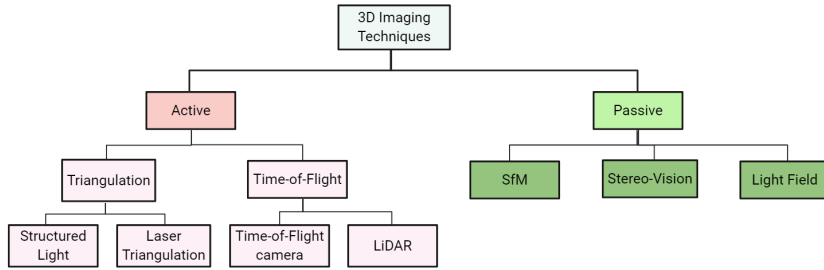 3D Imaging
Techniques
Active
Passive
Triangulation
Time-of-Flight
SfM
Stereo-Vision
Light Field
Structured
Light
Laser
Triangulation
Time-of-Flight
camera
LiDAR